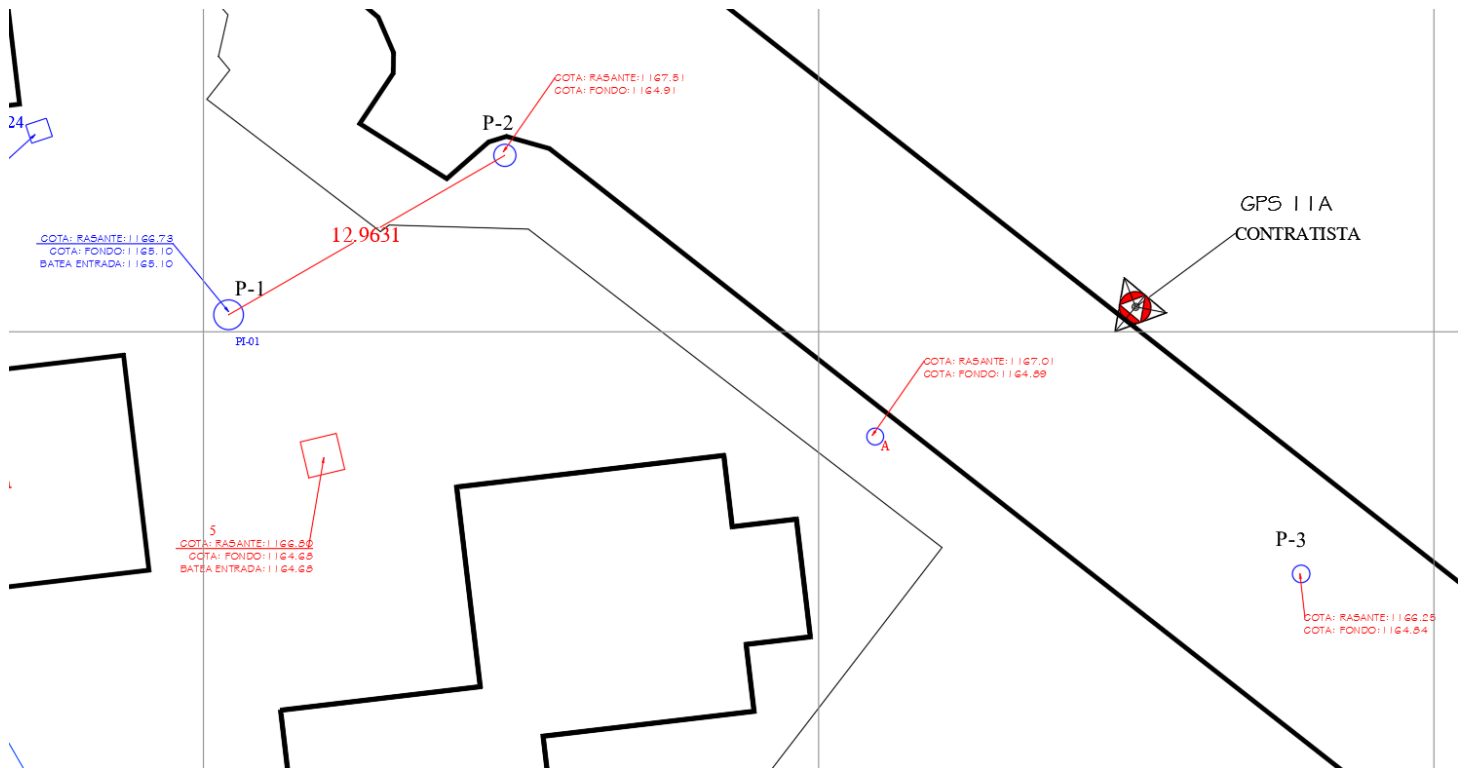 COTA: RASANTE: 1167.51
COTA: FONDO: 1164.91
24
P-2
GPS 11A
CONTRATISTA
12.9631
COTA: RASANTE: 1166.73
COTA: FONDO: 1165.10
BATEA ENTRADA: 1165.10
P-1
PI-01
COTA: RASANTE: 1167.01
COTA: FONDO: 1164.89
A
5
COTA: RASANTE: 1166.80
COTA: FONDO: 1164.68
BATEA ENTRADA: 1164.68
P-3
COTA: RASANTE: 1166.25
COTA: FONDO: 1164.84